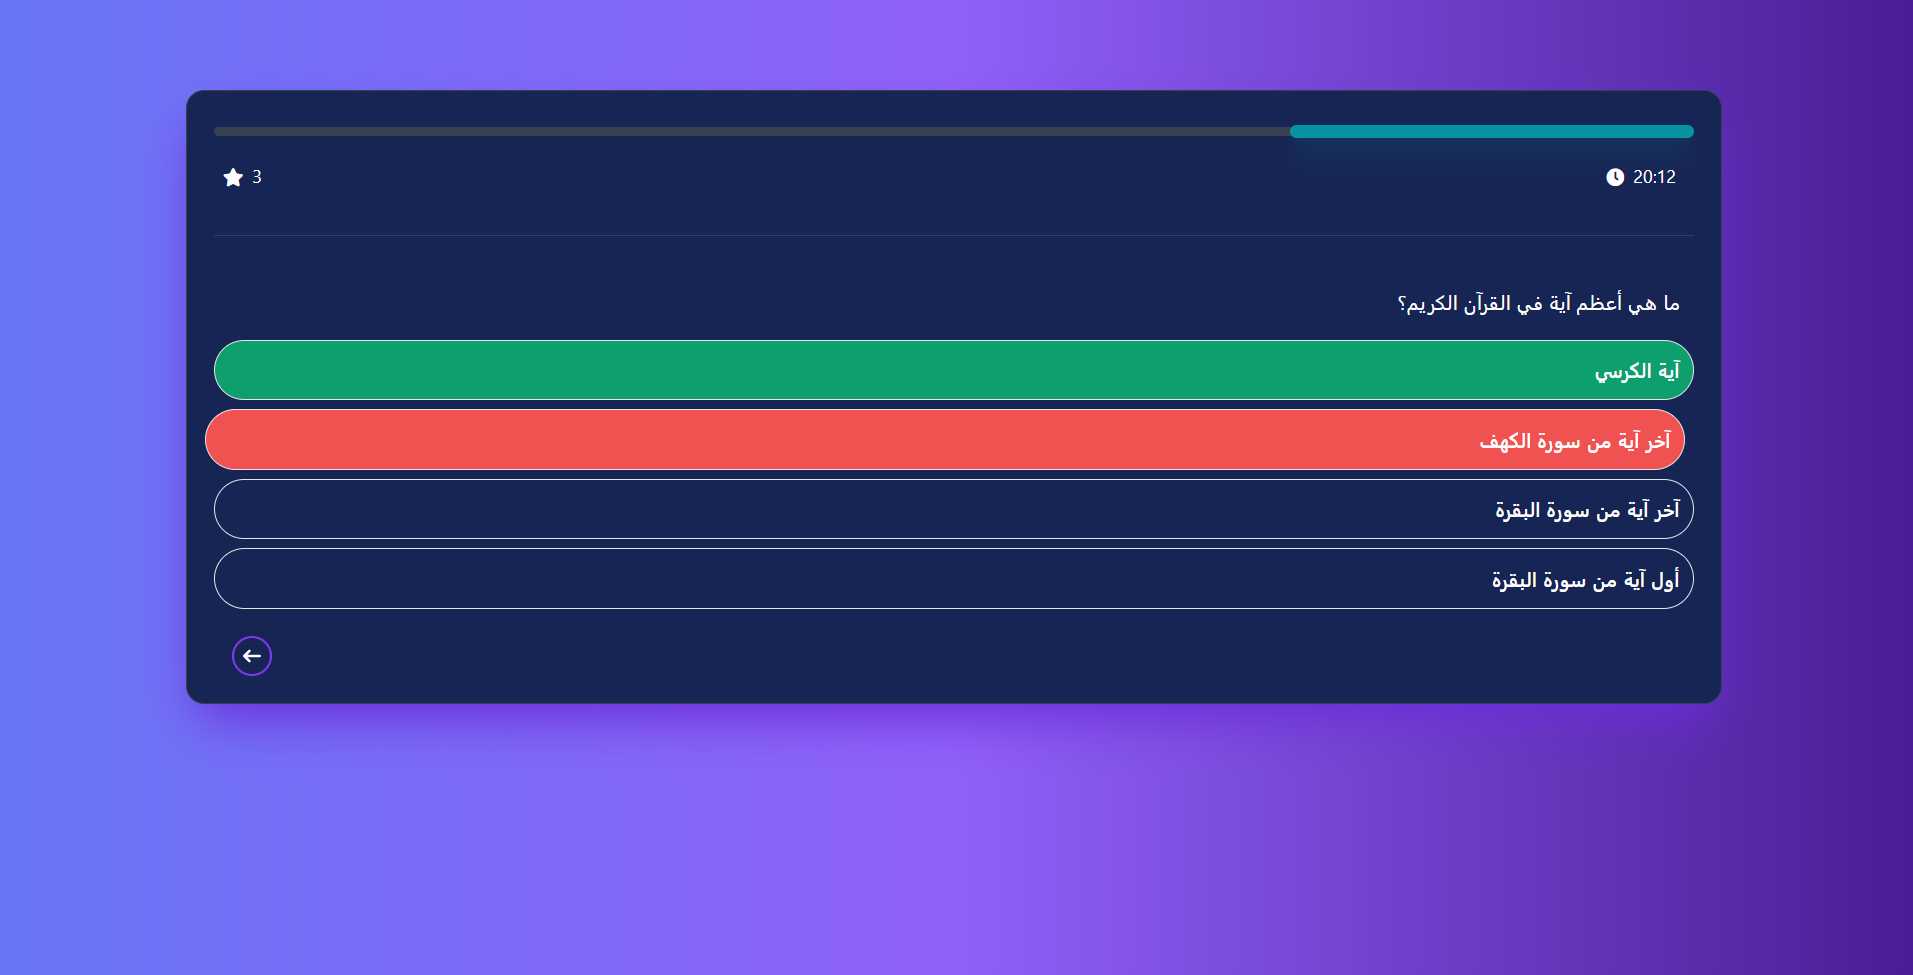 20:12
3
ما هي أعظم آية في القرآن الكريم؟
آية الكرسي
آخر آية من سورة الكهف
آخر آية من سورة البقرة
أول آية من سورة البقرة